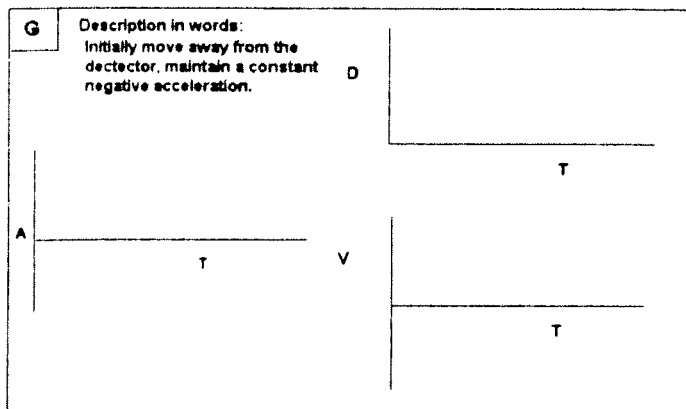 G
Description in words:
Initially move away from the
dectector, maintain a constant
negative acceleration.
D
T
A
T
V
T